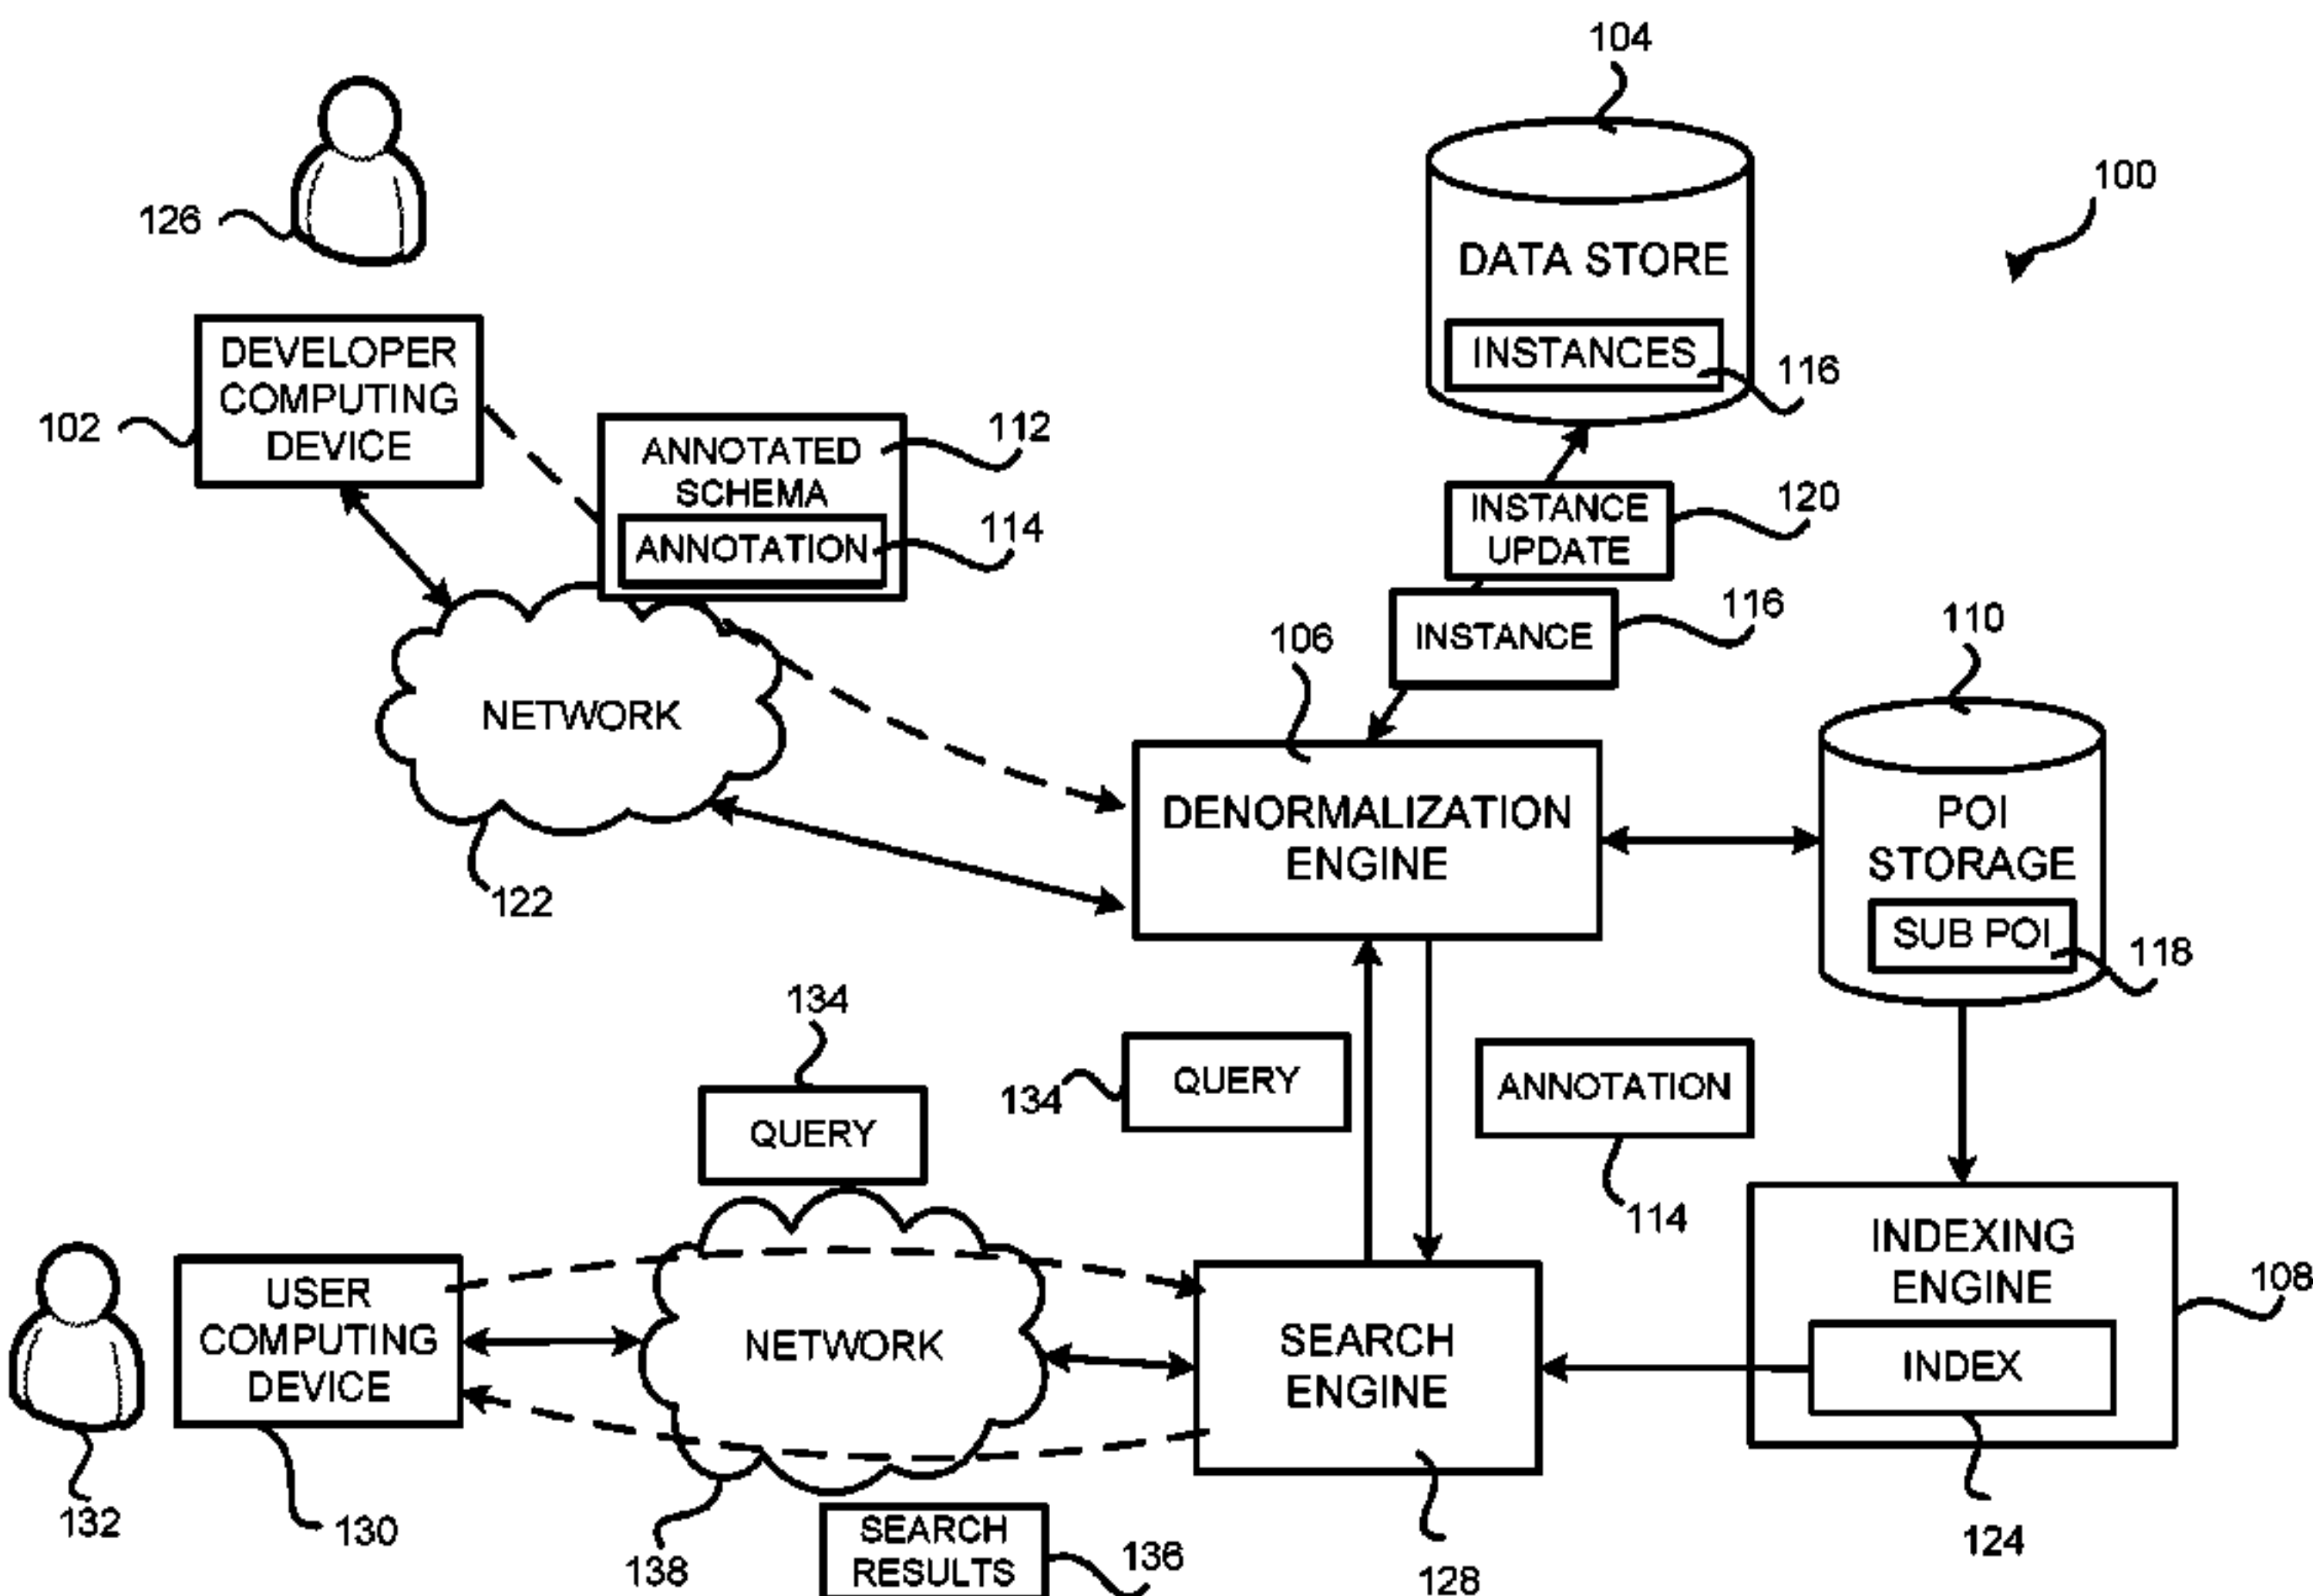 104
100
126
DATA STORE
INSTANCES
116
DEVELOPER
COMPUTING
DEVICE
102
ANNOTATED
SCHEMA
112
ANNOTATION
114
INSTANCE
UPDATE
120
INSTANCE
116
106
110
NETWORK
122
DENORMALIZATION
ENGINE
POI
STORAGE
SUB POI
118
134
QUERY
134
QUERY
ANNOTATION
114
USER
COMPUTING
DEVICE
132
130
NETWORK
138
SEARCH
RESULTS
136
SEARCH
ENGINE
128
INDEXING
ENGINE
108
INDEX
124